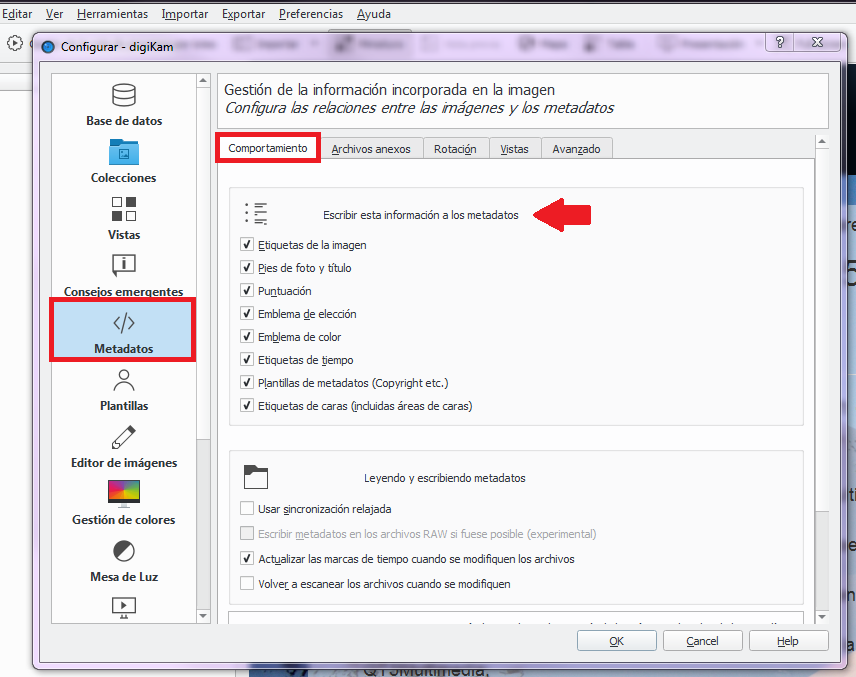 Editar Ver Herramientas Importar Exportar Preferencias Ayuda
Configurar - digiKam
?
Base de datos
Colecciones
Vistas
Consejos emergentes
Metadatos
Plantillas
Editor de imágenes
Gestión de colores
Mesa de Luz
Gestión de la información incorporada en la imagen
Configura las relaciones entre las imágenes y los metadatos
Comportamiento Archivos anexos Rotación Vistas Avanzado
Escribir esta información a los metadatos
Etiquetas de la imagen
Pies de foto y título
Puntuación
Emblema de elección
Emblema de color
Etiquetas de tiempo
Plantillas de metadatos (Copyright etc.)
Etiquetas de caras (incluidas áreas de caras)
Leyendo y escribiendo metadatos
Usar sincronización relajada
Escribir metadatos en los archivos RAW si fuese posible (experimental)
Actualizar las marcas de tiempo cuando se modifiquen los archivos
Volver a escanear los archivos cuando se modifiquen
OK Cancel Help
QT5Multimedia,